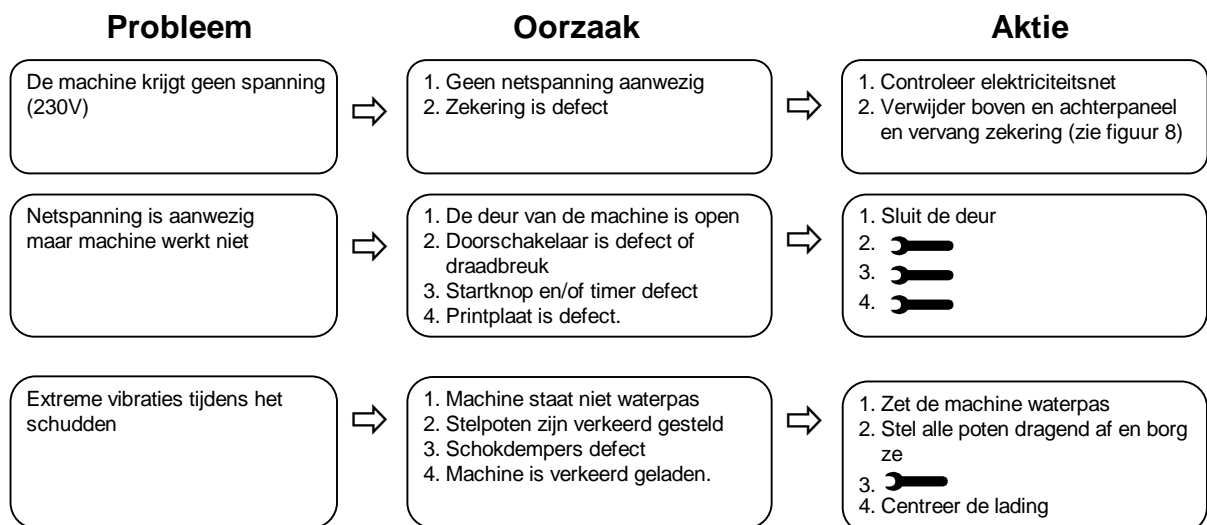 Probleem
Oorzaak
Aktie
De machine krijgt geen spanning
(230V)
1. Geen netspanning aanwezig
2. Zekering is defect
1. Controleer elektriciteitsnet
2. Verwijder boven en achterpaneel
en vervang zekering (zie figuur 8)
Netspanning is aanwezig
maar machine werkt niet
1. De deur van de machine is open
2. Doorschakelaar is defect of
draadbreuk
3. Startknop en/of timer defect
4. Printplaat is defect.
1. Sluit de deur
2.
3.
4.
Extreme vibraties tijdens het
schudden
1. Machine staat niet waterpas
2. Stelpoten zijn verkeerd gesteld
3. Schokdempers defect
4. Machine is verkeerd geladen.
1. Zet de machine waterpas
2. Stel alle poten dragend af en borg
ze
3.
4. Centreer de lading